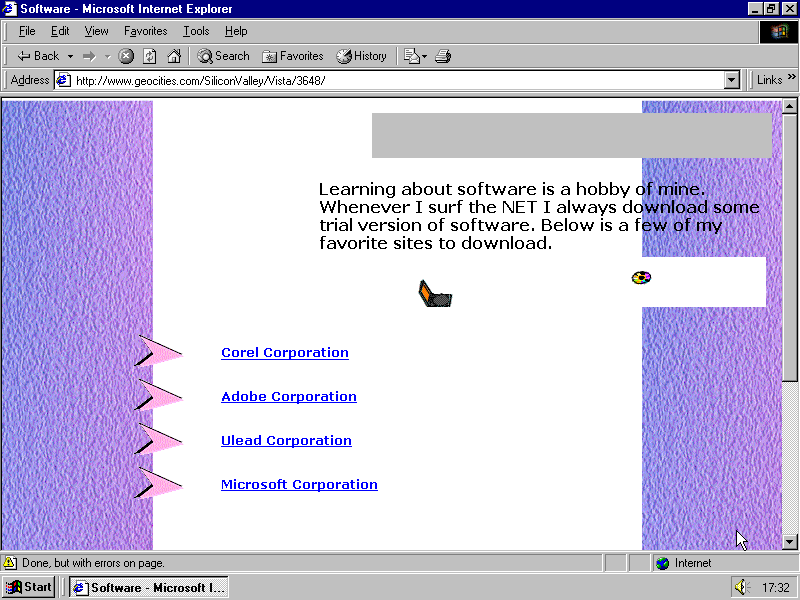 Software - Microsoft Internet Explorer
File Edit View Favorites Tools Help
Back Search Favorites History
Address http://www.geocities.com/SiliconValley/Vista/3648/ Links »
Learning about software is a hobby of mine.
Whenever I surf the NET I always download some
trial version of software. Below is a few of my
favorite sites to download.
Corel Corporation
Adobe Corporation
Ulead Corporation
Microsoft Corporation
Done, but with errors on page. Internet
Start Software - Microsoft I... 17:32